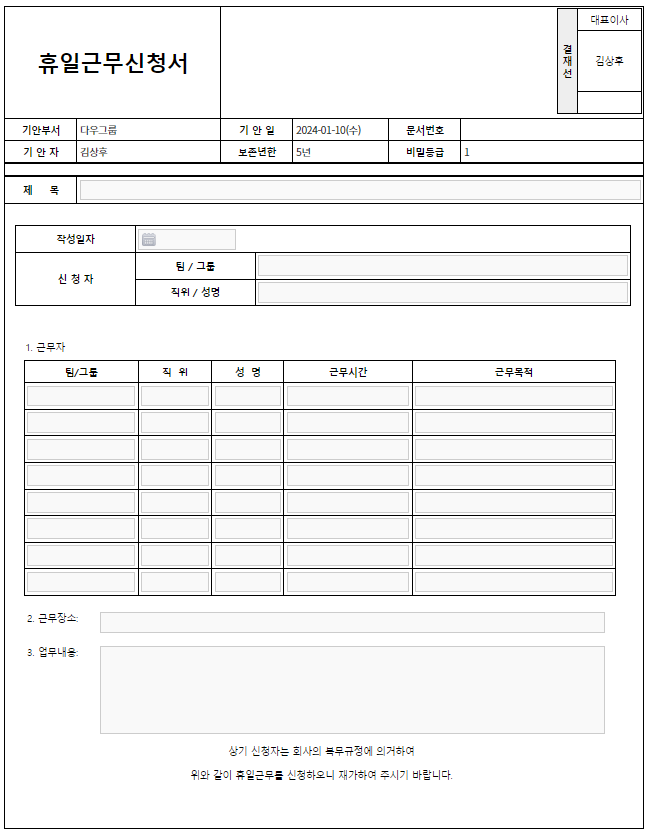 휴일근무신청서
결재선
대표이사
김상후
기안부서 다우그룹 기 안 일 2024-01-10(수) 문서번호
기 안 자 김상후 보존년한 5년 비밀등급 1
제 목
작성일자
신 청 자 팀 / 그룹
직위 / 성명
1. 근무자
팀/그룹 직 위 성 명 근무시간 근무목적
2. 근무장소:
3. 업무내용:
상기 신청자는 회사의 복무규정에 의거하여
위와 같이 휴일근무를 신청하오니 재가하여 주시기 바랍니다.